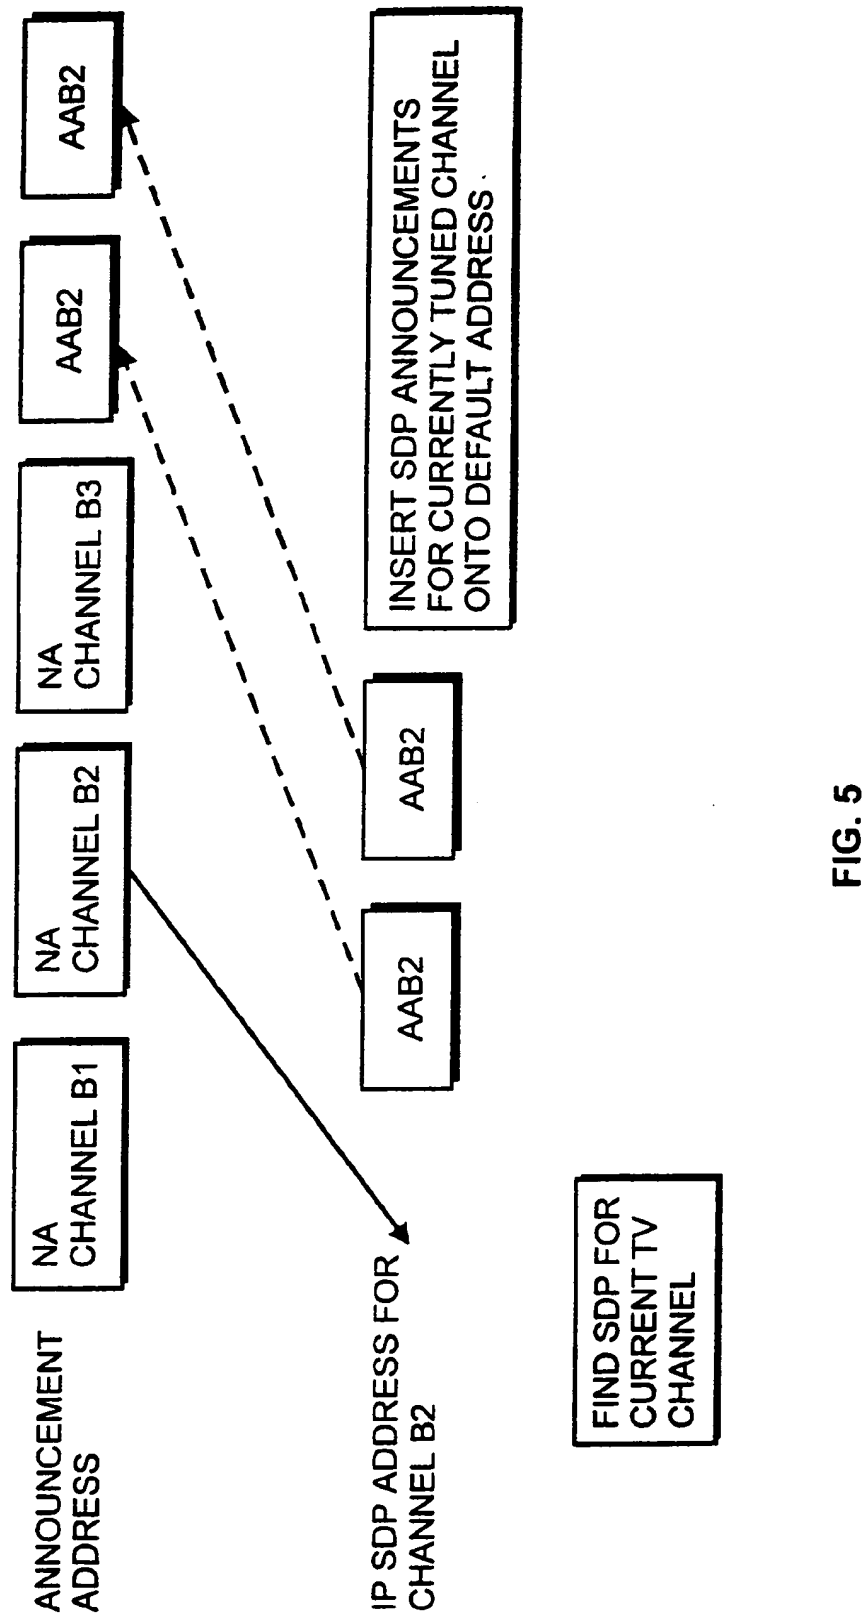 ANNOUNCEMENT
ADDRESS
NA
CHANNEL B1
NA
CHANNEL B2
NA
CHANNEL B3
AAB2
AAB2
IP SDP ADDRESS FOR
CHANNEL B2
AAB2
AAB2
INSERT SDP ANNOUNCEMENTS
FOR CURRENTLY TUNED CHANNEL
ONTO DEFAULT ADDRESS
FIND SDP FOR
CURRENT TV
CHANNEL
FIG. 5